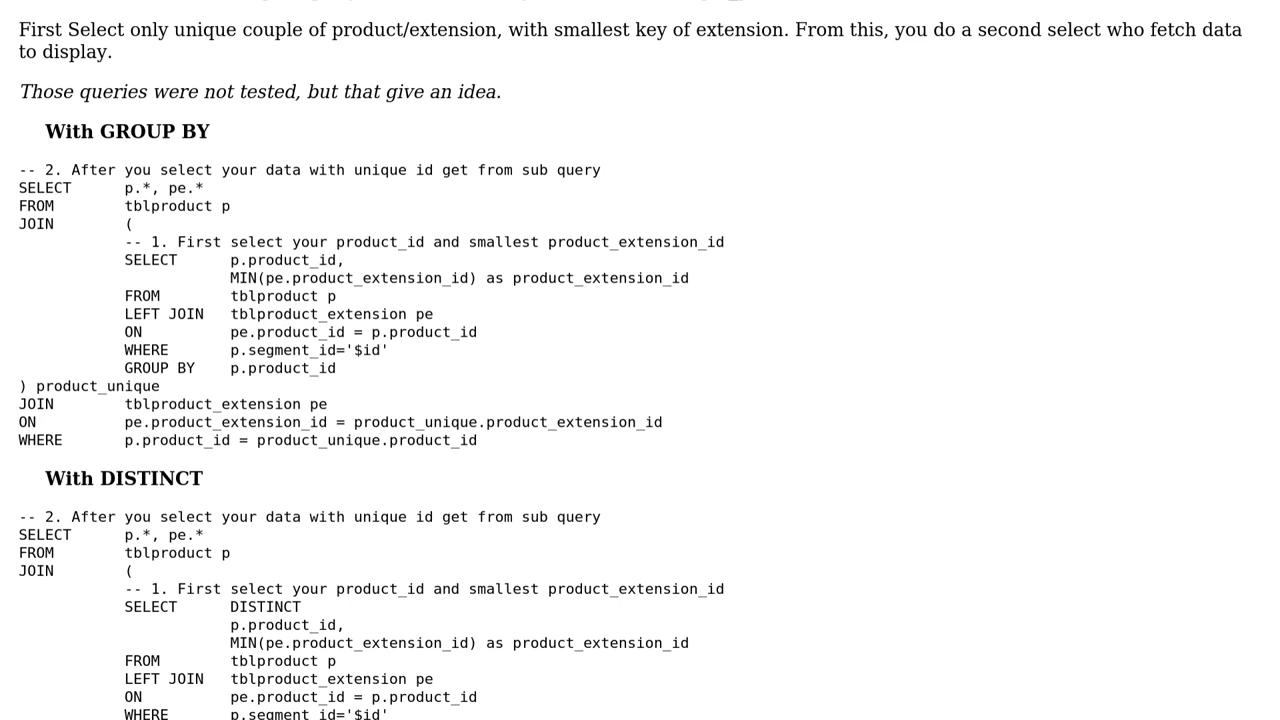 First Select only unique couple of product/extension, with smallest key of extension. From this, you do a second select who fetch data
to display.
Those queries were not tested, but that give an idea.
With GROUP BY
-- 2. After you select your data with unique id get from sub query
SELECT      p.*, pe.*
FROM        tblproduct p
JOIN        (
            -- 1. First select your product_id and smallest product_extension_id
            SELECT      p.product_id,
                        MIN(pe.product_extension_id) as product_extension_id
            FROM        tblproduct p
            LEFT JOIN   tblproduct_extension pe
            ON          pe.product_id = p.product_id
            WHERE       p.segment_id='$id'
            GROUP BY    p.product_id
) product_unique
JOIN        tblproduct_extension pe
ON          pe.product_extension_id = product_unique.product_extension_id
WHERE       p.product_id = product_unique.product_id
With DISTINCT
-- 2. After you select your data with unique id get from sub query
SELECT      p.*, pe.*
FROM        tblproduct p
JOIN        (
            -- 1. First select your product_id and smallest product_extension_id
            SELECT      DISTINCT
                        p.product_id,
                        MIN(pe.product_extension_id) as product_extension_id
            FROM        tblproduct p
            LEFT JOIN   tblproduct_extension pe
            ON          pe.product_id = p.product_id
            WHERE       p.segment_id='$id'